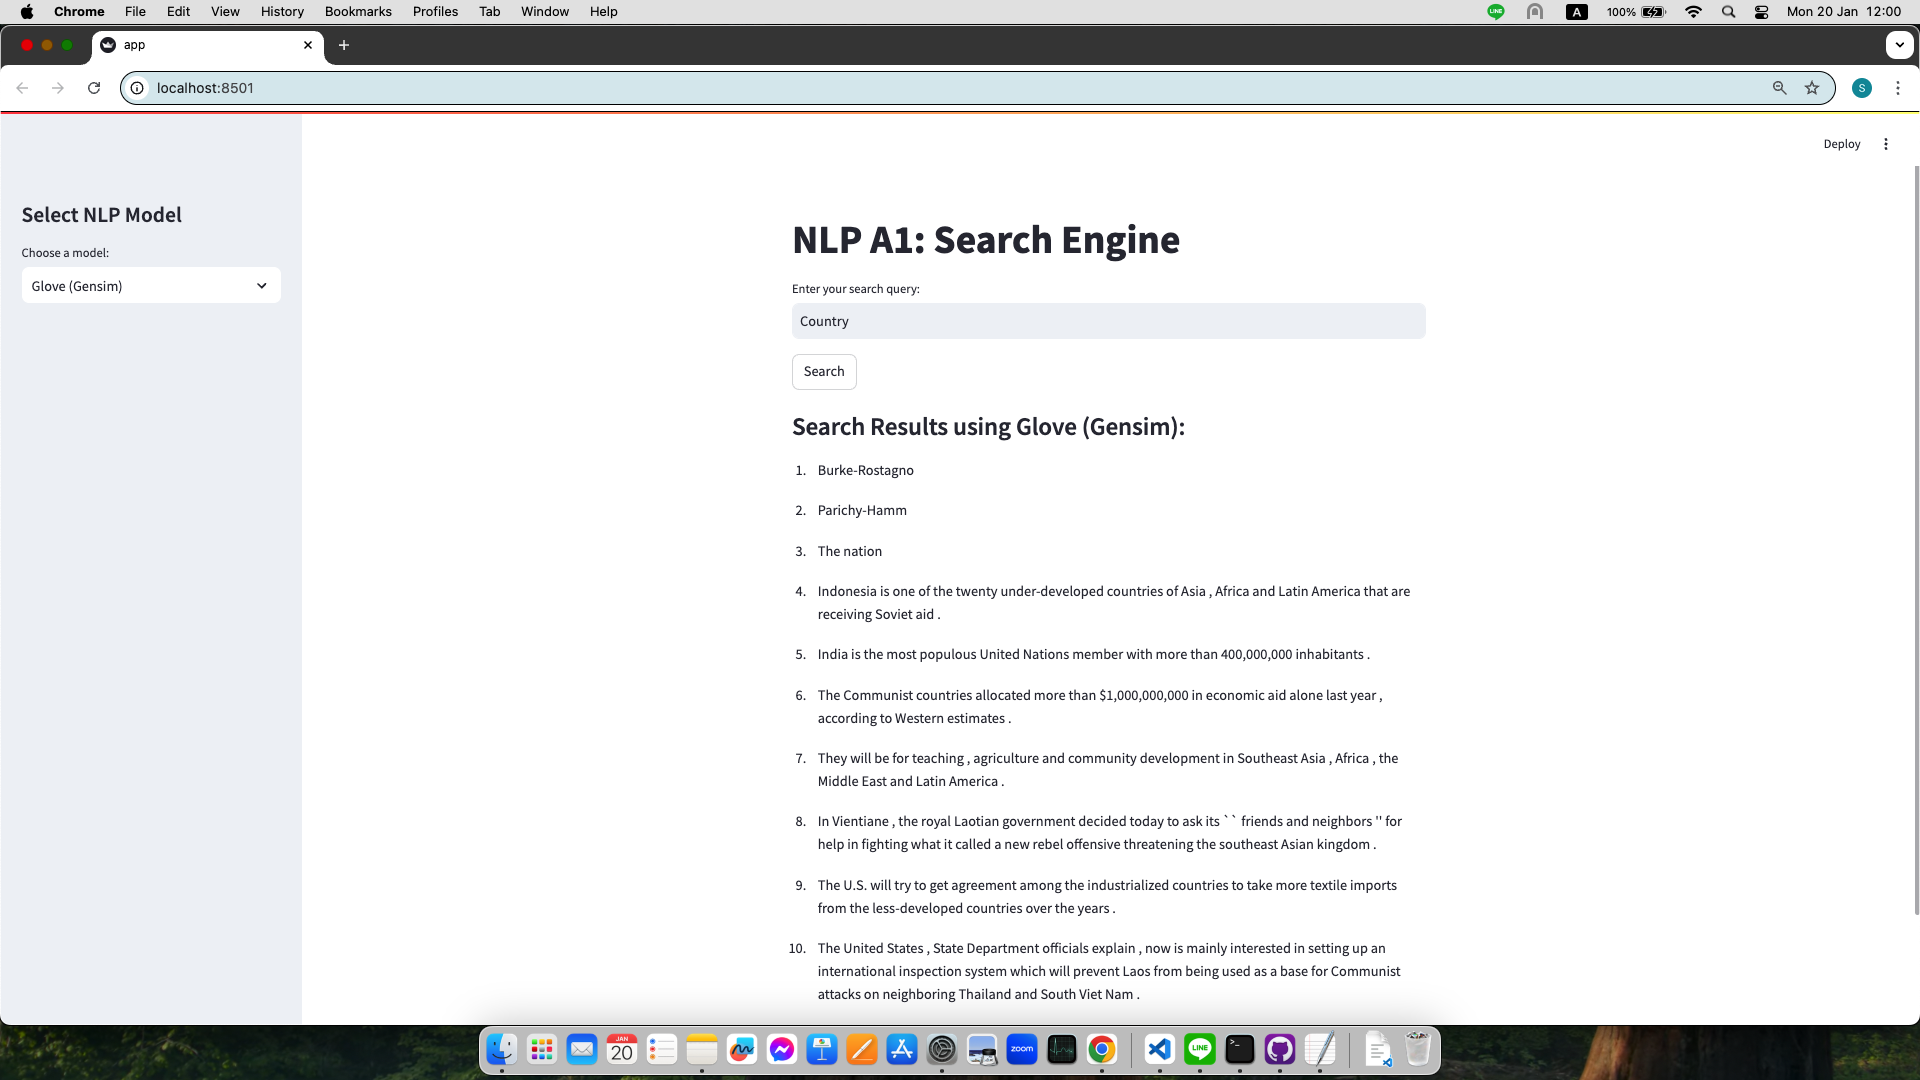 Chrome File Edit View History Bookmarks Profiles Tab Window Help LINE A 100% Mon 20 Jan 12:00
app
localhost:8501 S
Deploy
Select NLP Model
Choose a model:
Glove (Gensim)
NLP A1: Search Engine
Enter your search query:
Country
Search
Search Results using Glove (Gensim):
1. Burke-Rostagno
2. Parichy-Hamm
3. The nation
4. Indonesia is one of the twenty under-developed countries of Asia , Africa and Latin America that are
receiving Soviet aid .
5. India is the most populous United Nations member with more than 400,000,000 inhabitants .
6. The Communist countries allocated more than $1,000,000,000 in economic aid alone last year ,
according to Western estimates .
7. They will be for teaching , agriculture and community development in Southeast Asia , Africa , the
Middle East and Latin America .
8. In Vientiane , the royal Laotian government decided today to ask its `` friends and neighbors '' for
help in fighting what it called a new rebel offensive threatening the southeast Asian kingdom .
9. The U.S. will try to get agreement among the industrialized countries to take more textile imports
from the less-developed countries over the years .
10. The United States , State Department officials explain , now is mainly interested in setting up an
international inspection system which will prevent Laos from being used as a base for Communist
attacks on neighboring Thailand and South Viet Nam .
JAN
20
zoom
LINE